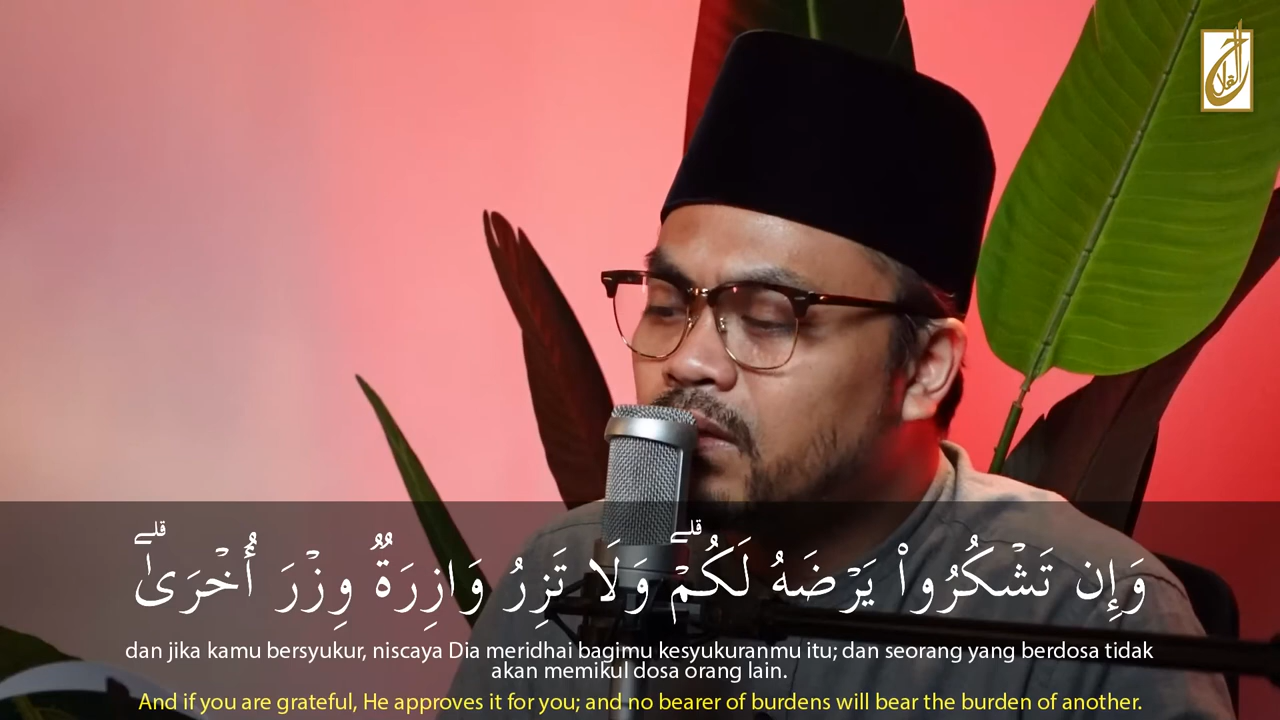 القلاح
وَإِن تَشْكُرُوا۟ يَرْضَهُ لَكُمْ ۗ وَلَا تَزِرُ وَازِرَةٌ وِزْرَ أُخْرَىٰ ۗ
dan jika kamu bersyukur, niscaya Dia meridhai bagimu kesyukuranmu itu; dan seorang yang berdosa tidak
akan memikul dosa orang lain.
And if you are grateful, He approves it for you; and no bearer of burdens will bear the burden of another.